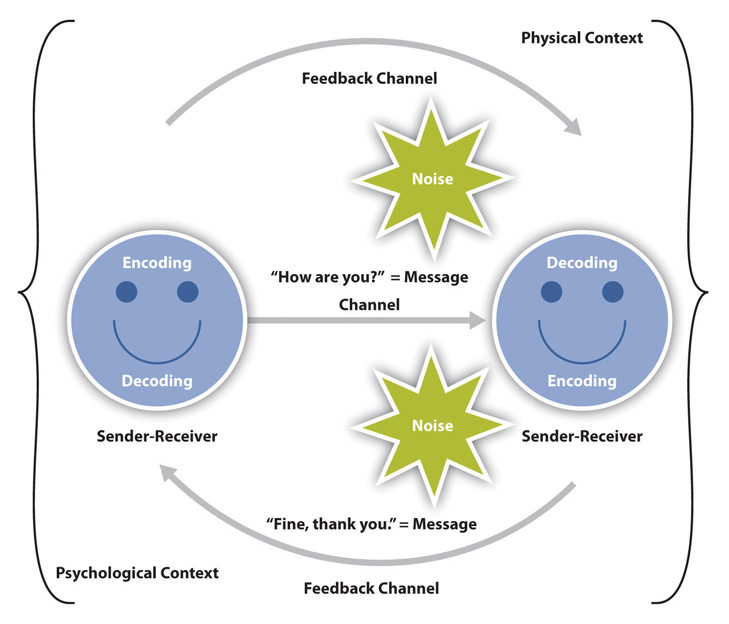 Physical Context
Feedback Channel
Noise
“How are you?” = Message
Channel
Encoding
Decoding
Sender-Receiver
Decoding
Encoding
Sender-Receiver
Noise
“Fine, thank you.” = Message
Psychological Context
Feedback Channel